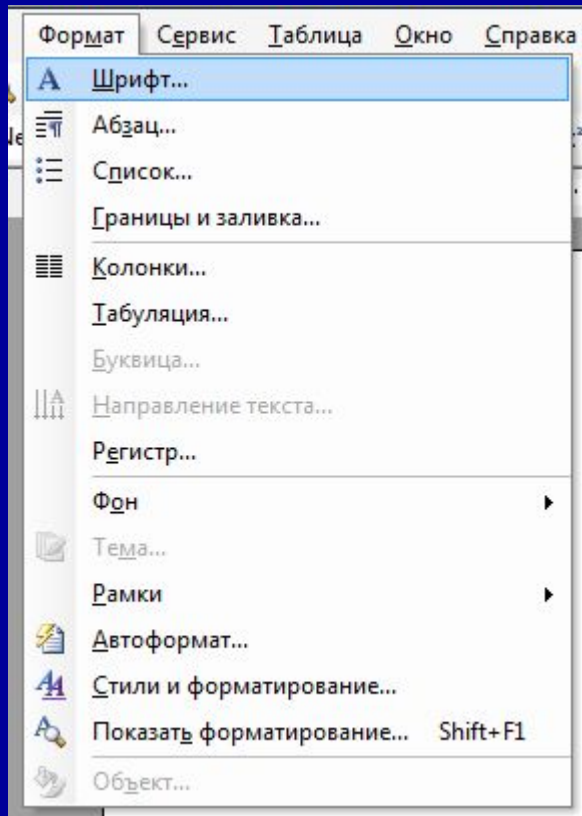 Формат Сервис Таблица Окно Справка
Шрифт...
Абзац...
Список...
Границы и заливка...
Колонки...
Табуляция...
Буквица...
Направление текста...
Регистр...
Фон
Тема...
Рамки
Автоформат...
Стили и форматирование...
Показать форматирование... Shift+F1
Объект...